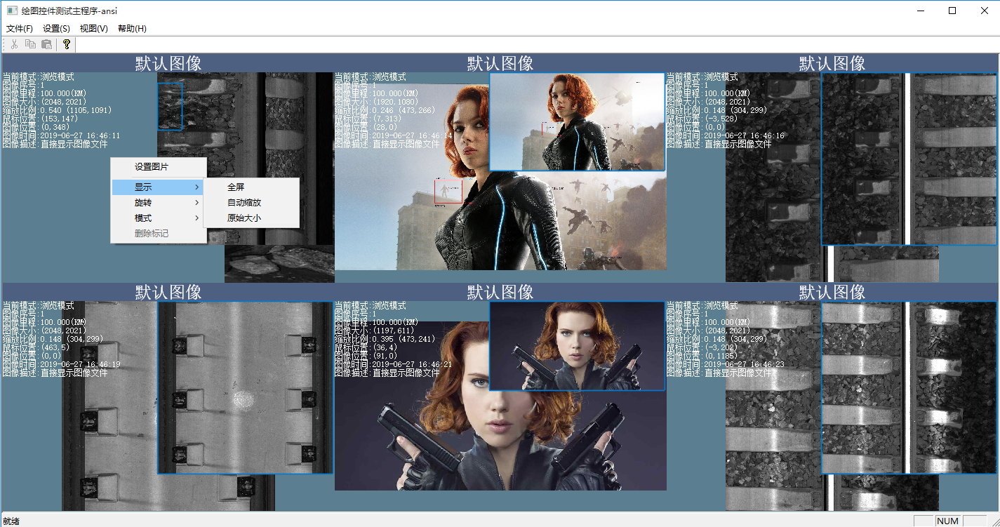 绘图控件测试主程序-ansi
文件(F) 设置(S) 视图(V) 帮助(H)
默认图像
当前模式:浏览模式
图像序号:1
图像里程:100.000(KM)
图像大小:(2048,2021)
缩放比例:0.540 (1105,1091)
鼠标位置:(153,147)
图像位置:(0,348)
图像时间:2019-06-27 16:46:11
图像描述:直接显示图像文件
设置图片
显示
旋转
模式
删除标记
全屏
自动缩放
原始大小
默认图像
当前模式:浏览模式
图像序号:1
图像里程:100.000(KM)
图像大小:(1920,1080)
缩放比例:0.246 (473,266)
鼠标位置:(7,313)
图像位置:(28,0)
图像时间:2019-06-27 16:46:14
图像描述:直接显示图像文件
默认图像
当前模式:浏览模式
图像序号:1
图像里程:100.000(KM)
图像大小:(2048,2021)
缩放比例:0.148 (304,299)
鼠标位置:(-3,528)
图像位置:(0,0)
图像时间:2019-06-27 16:46:16
图像描述:直接显示图像文件
默认图像
当前模式:浏览模式
图像序号:1
图像里程:100.000(KM)
图像大小:(2048,2021)
缩放比例:0.148 (304,299)
鼠标位置:(463,5)
图像位置:(0,0)
图像时间:2019-06-27 16:46:19
图像描述:直接显示图像文件
默认图像
当前模式:浏览模式
图像序号:1
图像里程:100.000(KM)
图像大小:(1197,611)
缩放比例:0.395 (473,241)
鼠标位置:(36,4)
图像位置:(91,0)
图像时间:2019-06-27 16:46:21
图像描述:直接显示图像文件
默认图像
当前模式:浏览模式
图像序号:1
图像里程:100.000(KM)
图像大小:(2048,2021)
缩放比例:0.148 (304,299)
鼠标位置:(-3,202)
图像位置:(0,1185)
图像时间:2019-06-27 16:46:23
图像描述:直接显示图像文件
就绪
NUM